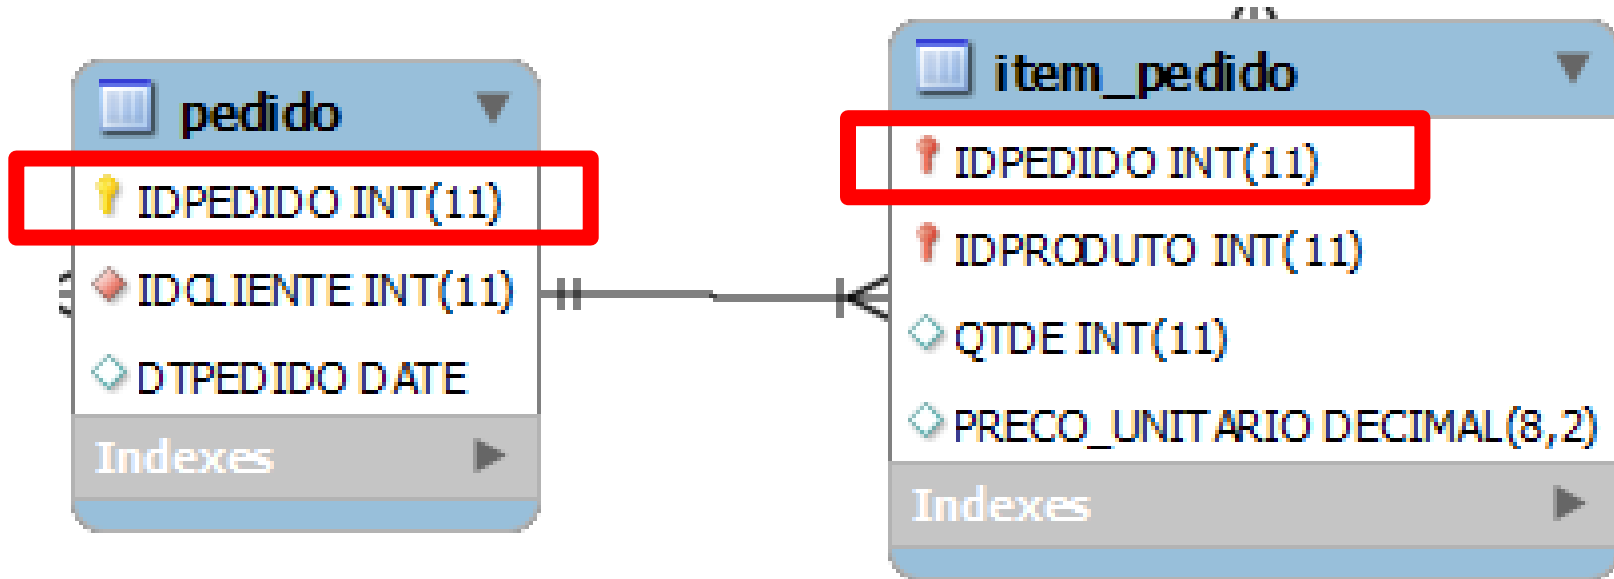 pedido
IDPEDIDO INT(11)
IDCLIENTE INT(11)
DTPEDIDO DATE
Indexes
item_pedido
IDPEDIDO INT(11)
IDPRODUTO INT(11)
QTDE INT(11)
PRECO_UNITARIO DECIMAL(8,2)
Indexes